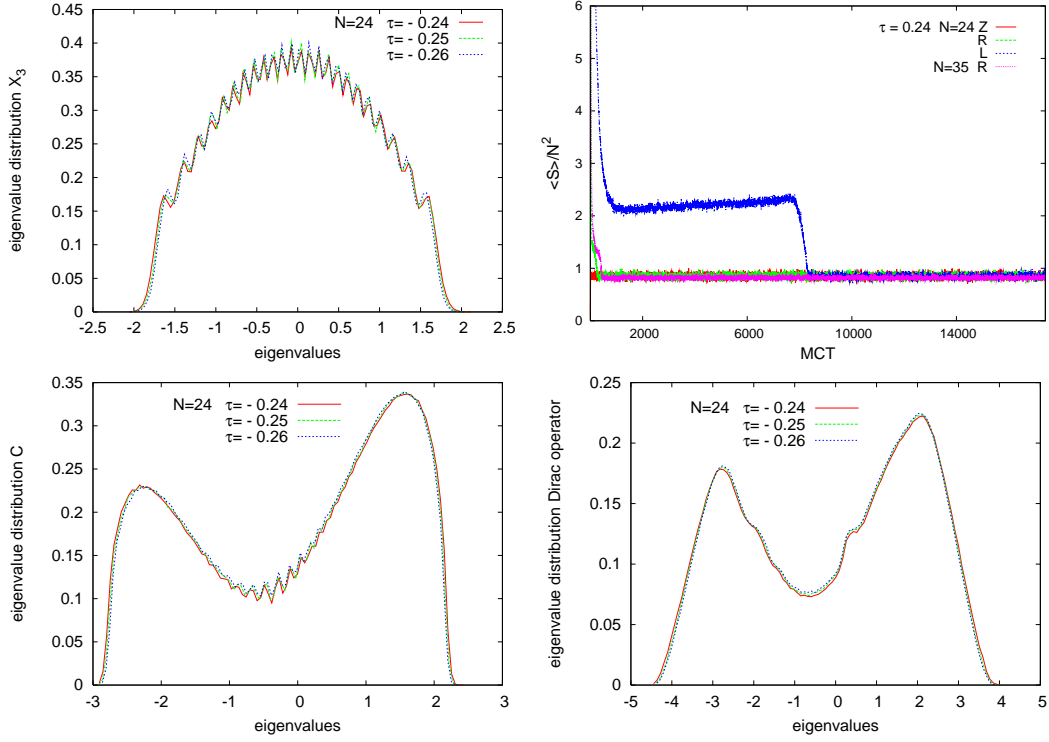 N=24 τ= - 0.24
τ= - 0.25
τ= - 0.26
eigenvalue distribution X₃
0.45
0.4
0.35
0.3
0.25
0.2
0.15
0.1
0.05
0
-2.5 -2 -1.5 -1 -0.5 0 0.5 1 1.5 2 2.5
eigenvalues
τ = 0.24 N=24 Z
R
L
N=35 R
<S>/N²
6
5
4
3
2
1
0
2000 6000 10000 14000
MCT
N=24 τ= - 0.24
τ= - 0.25
τ= - 0.26
eigenvalue distribution C
0.35
0.3
0.25
0.2
0.15
0.1
0.05
0
-3 -2 -1 0 1 2 3
eigenvalues
N=24 τ= - 0.24
τ= - 0.25
τ= - 0.26
eigenvalue distribution Dirac operator
0.25
0.2
0.15
0.1
0.05
0
-5 -4 -3 -2 -1 0 1 2 3 4 5
eigenvalues